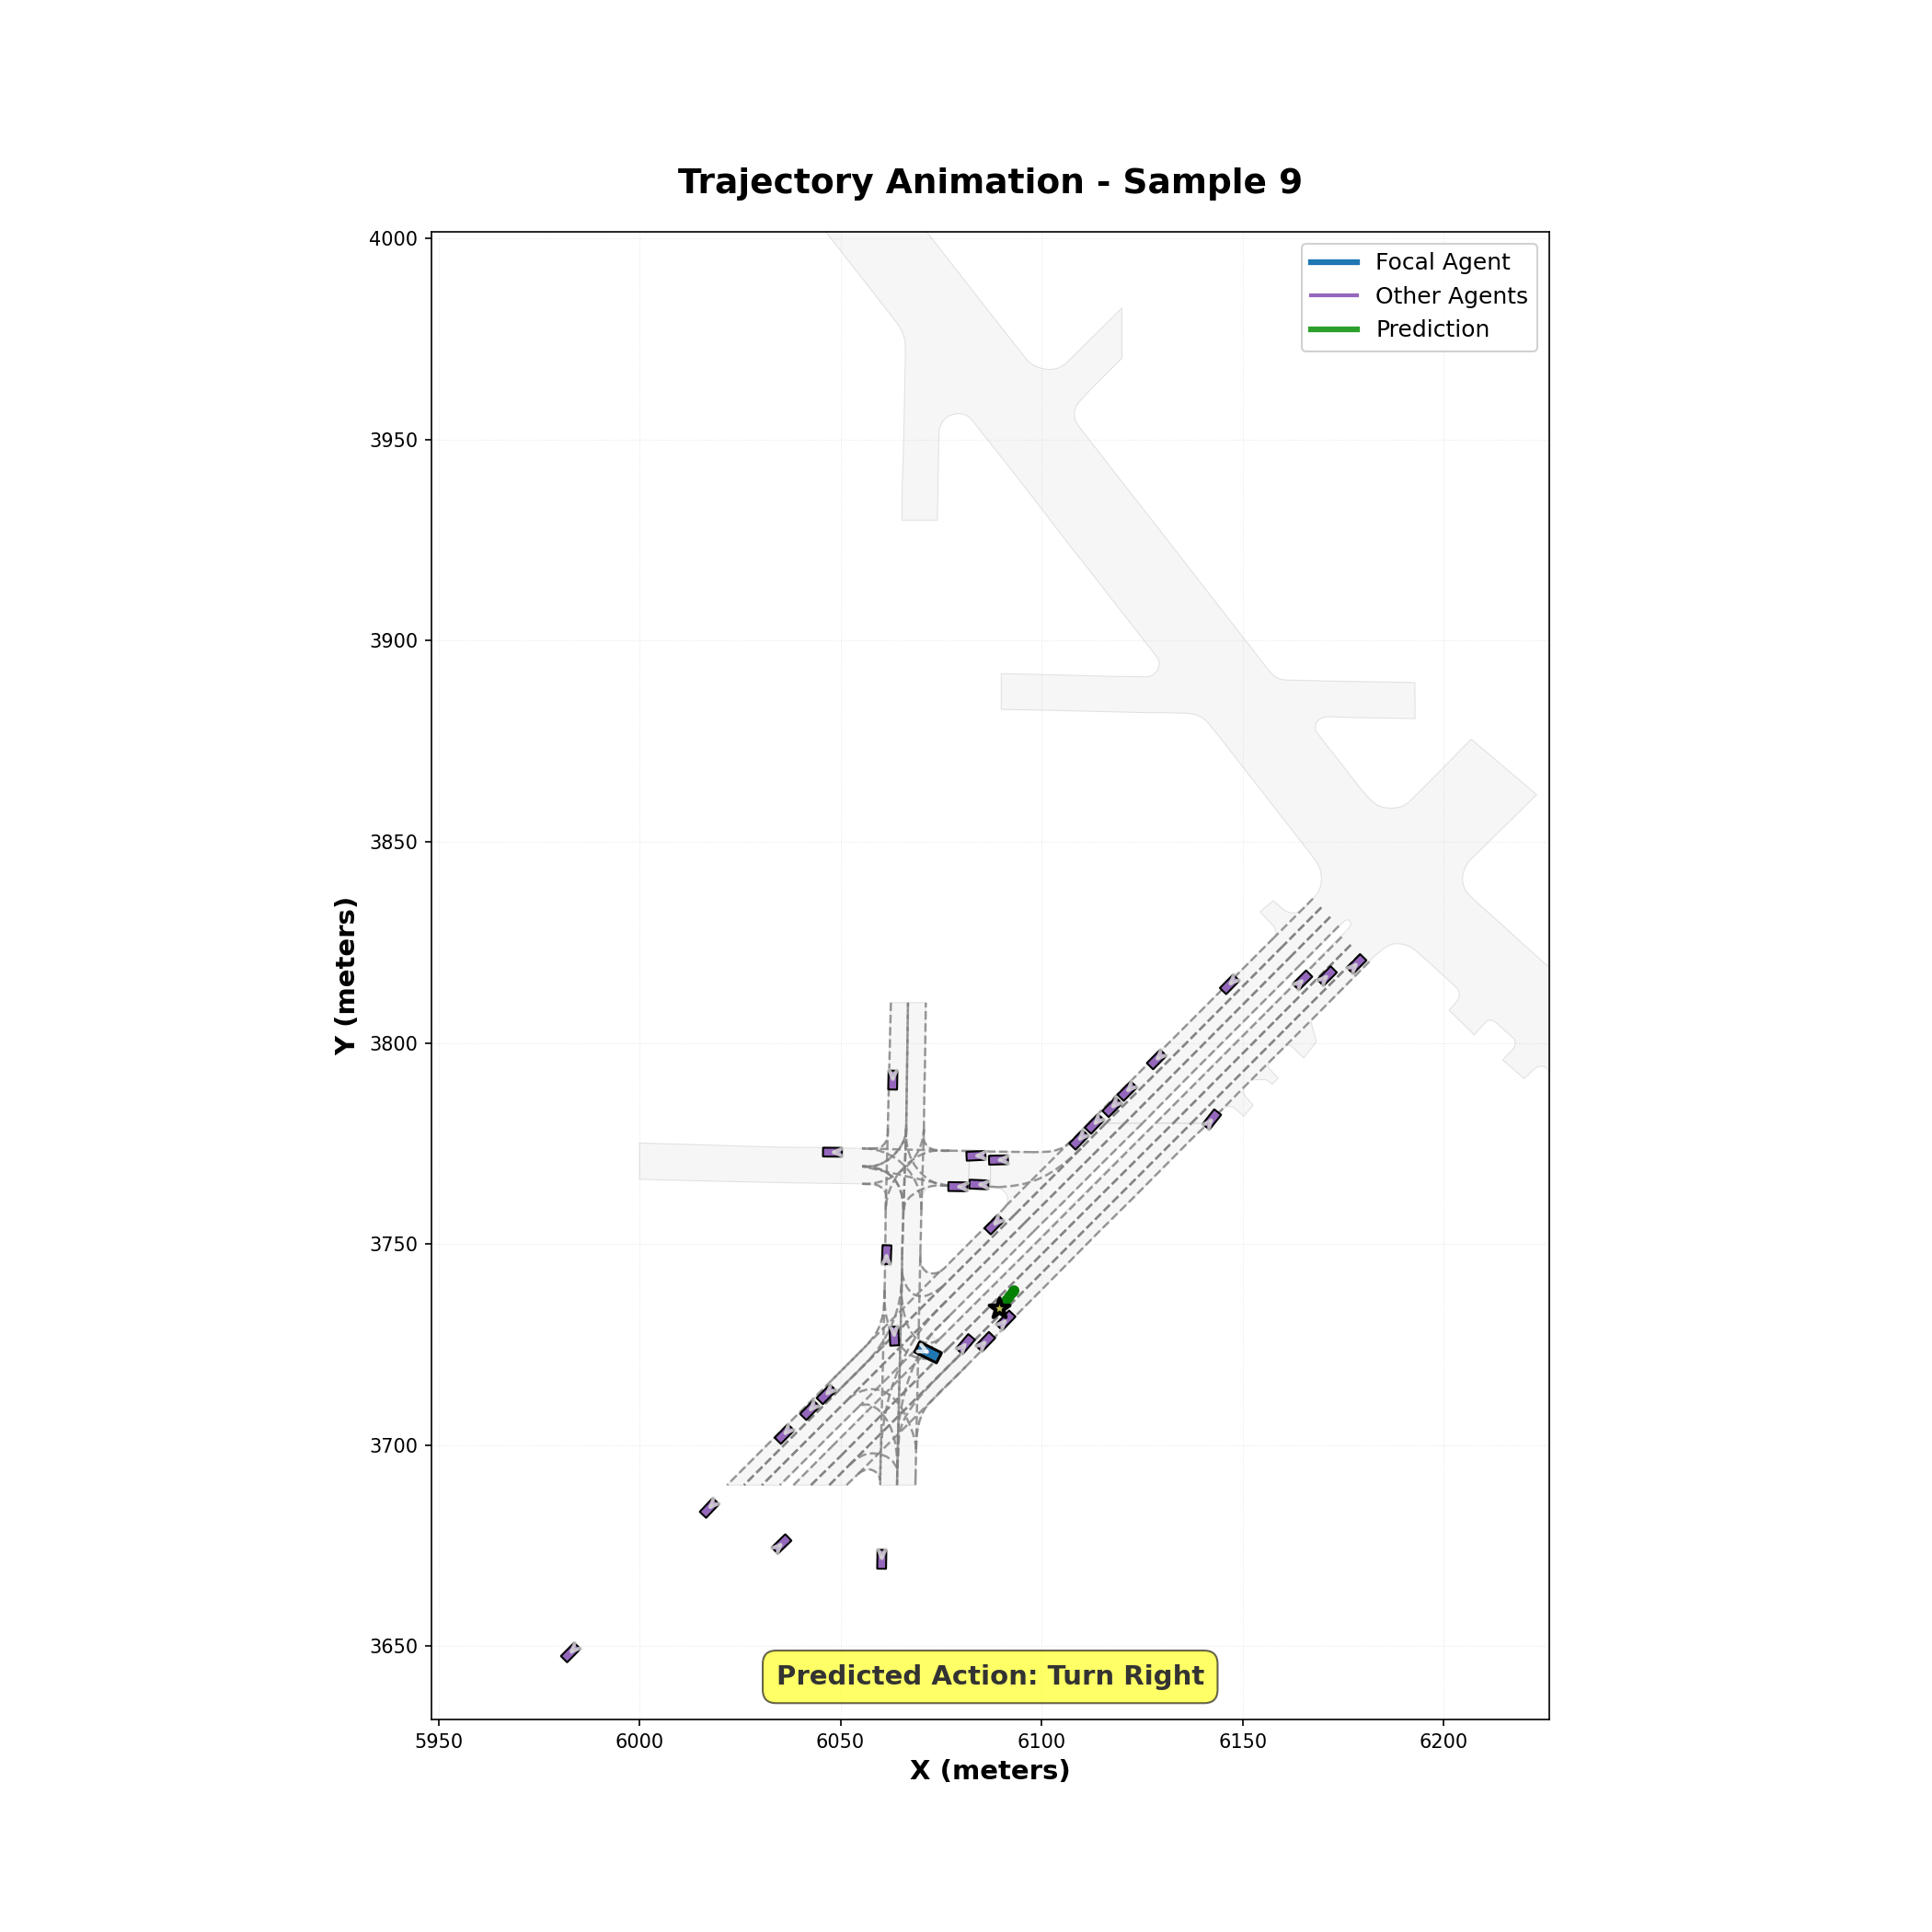 Trajectory Animation - Sample 9
Focal Agent
Other Agents
Prediction
4000
3950
3900
3850
3800
3750
3700
3650
Y (meters)
Predicted Action: Turn Right
5950 6000 6050 6100 6150 6200
X (meters)